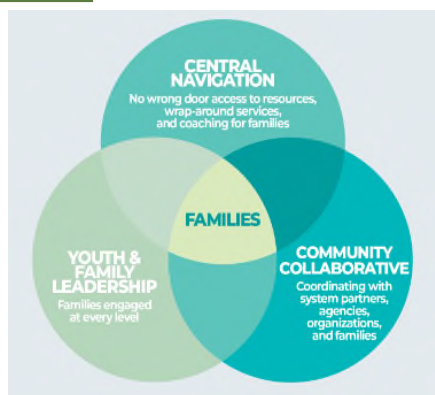 CENTRAL
NAVIGATION
No wrong door access to resources,
wrap-around services,
and coaching for families
FAMILIES
YOUTH &
FAMILY
LEADERSHIP
Families engaged
at every level
COMMUNITY
COLLABORATIVE
Coordinating with
system partners,
agencies,
organizations,
and families